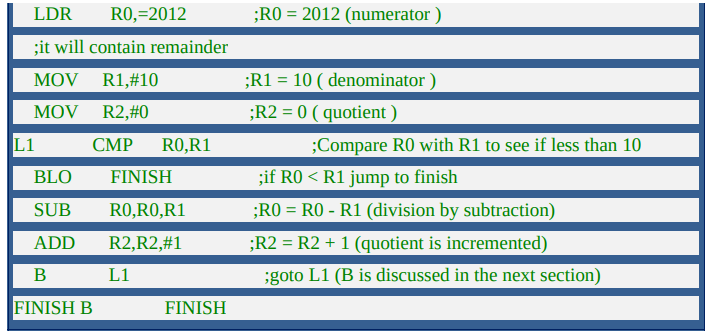 LDR R0,=2012 ;R0 = 2012 (numerator )
;it will contain remainder
MOV R1,#10 ;R1 = 10 ( denominator )
MOV R2,#0 ;R2 = 0 ( quotient )
L1 CMP R0,R1 ;Compare R0 with R1 to see if less than 10
BLO FINISH ;if R0 < R1 jump to finish
SUB R0,R0,R1 ;R0 = R0 - R1 (division by subtraction)
ADD R2,R2,#1 ;R2 = R2 + 1 (quotient is incremented)
B L1 ;goto L1 (B is discussed in the next section)
FINISH B FINISH